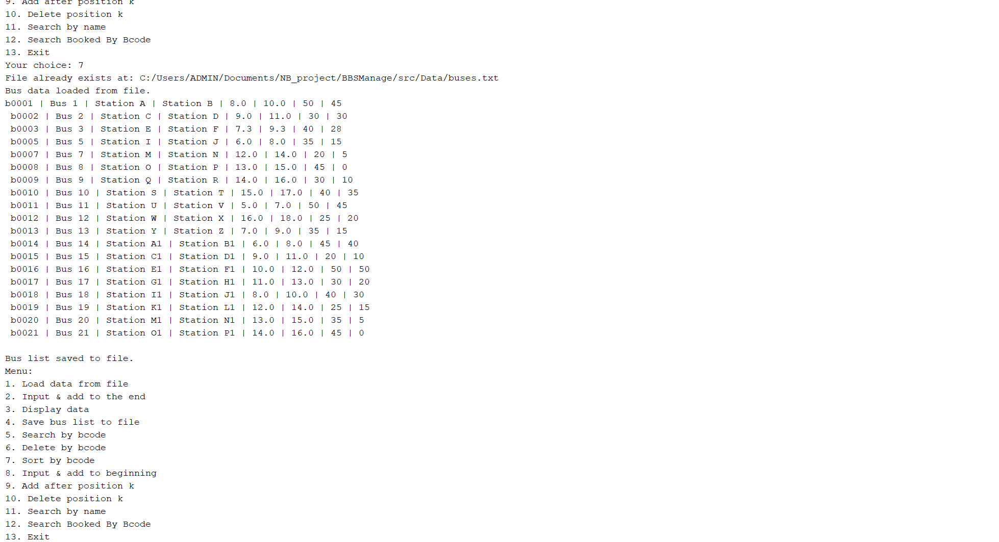 9. Add after position k
10. Delete position k
11. Search by name
12. Search Booked By Bcode
13. Exit
Your choice: 7
File already exists at: C:/Users/ADMIN/Documents/NB_project/BBSManage/src/Data/buses.txt
Bus data loaded from file.
b0001 | Bus 1 | Station A | Station B | 8.0 | 10.0 | 50 | 45
b0002 | Bus 2 | Station C | Station D | 9.0 | 11.0 | 30 | 30
b0003 | Bus 3 | Station E | Station F | 7.3 | 9.3 | 40 | 28
b0005 | Bus 5 | Station I | Station J | 6.0 | 8.0 | 35 | 15
b0007 | Bus 7 | Station M | Station N | 12.0 | 14.0 | 20 | 5
b0008 | Bus 8 | Station O | Station P | 13.0 | 15.0 | 45 | 0
b0009 | Bus 9 | Station Q | Station R | 14.0 | 16.0 | 30 | 10
b0010 | Bus 10 | Station S | Station T | 15.0 | 17.0 | 40 | 35
b0011 | Bus 11 | Station U | Station V | 5.0 | 7.0 | 50 | 45
b0012 | Bus 12 | Station W | Station X | 16.0 | 18.0 | 25 | 20
b0013 | Bus 13 | Station Y | Station Z | 7.0 | 9.0 | 35 | 15
b0014 | Bus 14 | Station A1 | Station B1 | 6.0 | 8.0 | 45 | 40
b0015 | Bus 15 | Station C1 | Station D1 | 9.0 | 11.0 | 20 | 10
b0016 | Bus 16 | Station E1 | Station F1 | 10.0 | 12.0 | 50 | 50
b0017 | Bus 17 | Station G1 | Station H1 | 11.0 | 13.0 | 30 | 20
b0018 | Bus 18 | Station I1 | Station J1 | 8.0 | 10.0 | 40 | 30
b0019 | Bus 19 | Station K1 | Station L1 | 12.0 | 14.0 | 25 | 15
b0020 | Bus 20 | Station M1 | Station N1 | 13.0 | 15.0 | 35 | 5
b0021 | Bus 21 | Station O1 | Station P1 | 14.0 | 16.0 | 45 | 0
Bus list saved to file.
Menu:
1. Load data from file
2. Input & add to the end
3. Display data
4. Save bus list to file
5. Search by bcode
6. Delete by bcode
7. Sort by bcode
8. Input & add to beginning
9. Add after position k
10. Delete position k
11. Search by name
12. Search Booked By Bcode
13. Exit